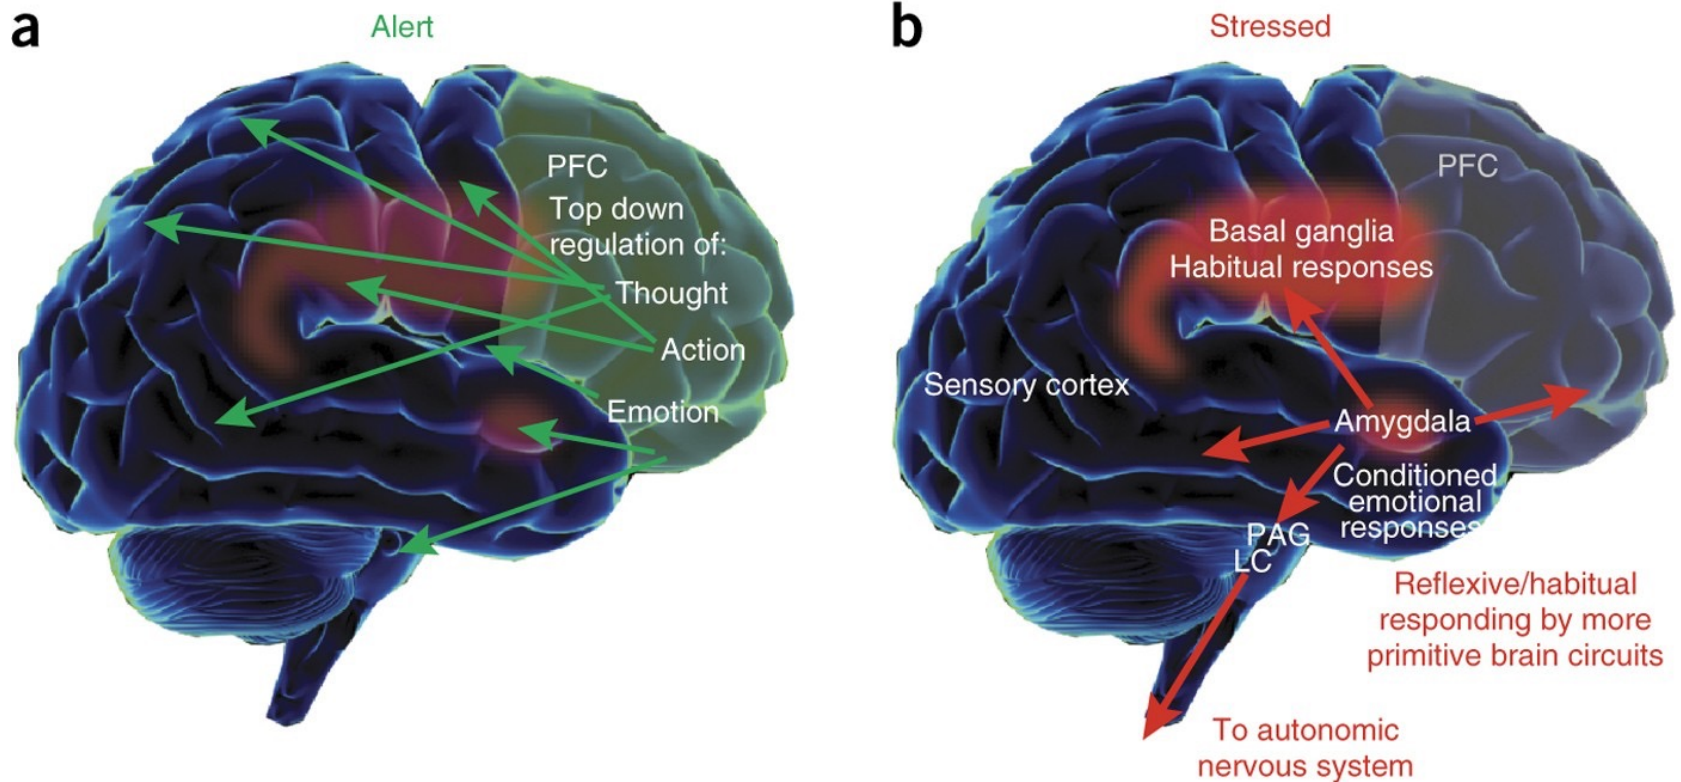 a
Alert
PFC
Top down
regulation of:
Thought
Action
Emotion
b
Stressed
PFC
Basal ganglia
Habitual responses
Sensory cortex
Amygdala
Conditioned
emotional
responses
PAG
LC
Reflexive/habitual
responding by more
primitive brain circuits
To autonomic
nervous system